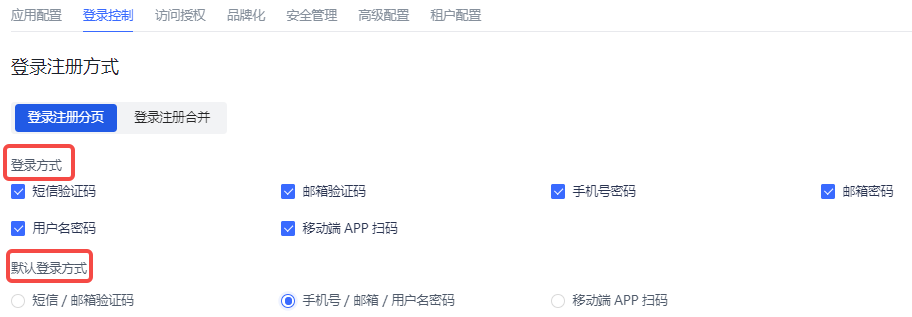 应用配置 登录控制 访问授权 品牌化 安全管理 高级配置 租户配置
登录注册方式
登录注册分页 登录注册合并
登录方式
短信验证码 邮箱验证码 手机号密码 邮箱密码
用户名密码 移动端 APP 扫码
默认登录方式
短信 / 邮箱验证码 手机号 / 邮箱 / 用户名密码 移动端 APP 扫码